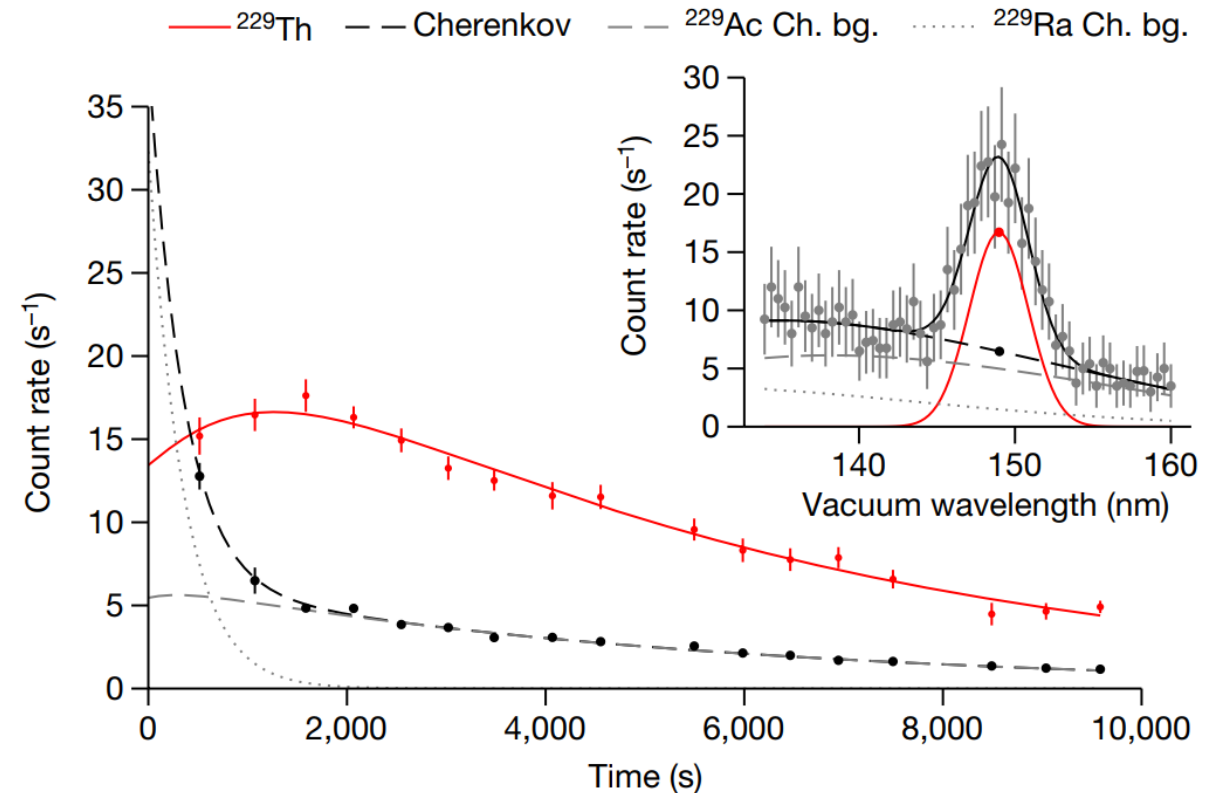 ²²⁹Th Cherenkov ²²⁹Ac Ch. bg. ²²⁹Ra Ch. bg.
Count rate (s⁻¹)
35
30
25
20
15
10
5
0
0 2,000 4,000 6,000 8,000 10,000
Time (s)
Count rate (s⁻¹)
30
25
20
15
10
5
0
140 150 160
Vacuum wavelength (nm)